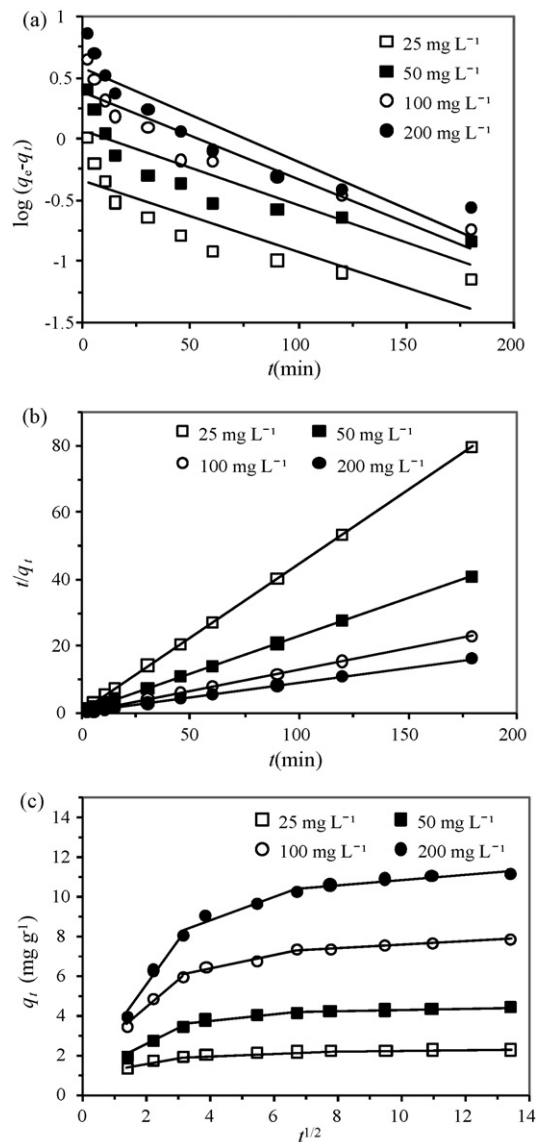 (a)
1
0.5
0
-0.5
-1
-1.5
log (qe-qt)
25 mg L⁻¹
50 mg L⁻¹
100 mg L⁻¹
200 mg L⁻¹
0 50 100 150 200
t(min)
(b)
80
60
40
20
0
t/qt
25 mg L⁻¹ 50 mg L⁻¹
100 mg L⁻¹ 200 mg L⁻¹
0 50 100 150 200
t(min)
(c)
14
12
10
8
6
4
2
0
qt (mg g⁻¹)
25 mg L⁻¹ 50 mg L⁻¹
100 mg L⁻¹ 200 mg L⁻¹
0 2 4 6 8 10 12 14
t1/2